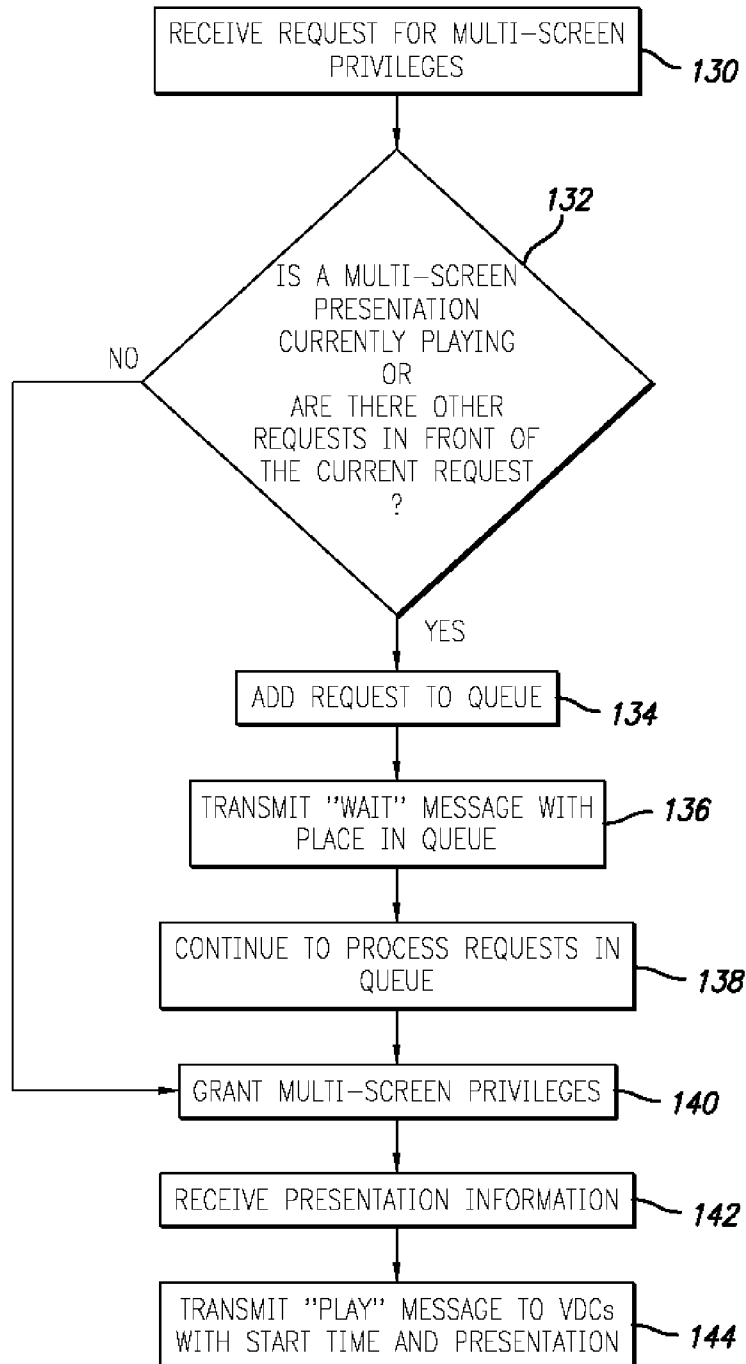 RECEIVE REQUEST FOR MULTI-SCREEN
PRIVILEGES
130
132
IS A MULTI-SCREEN
PRESENTATION
CURRENTLY PLAYING
OR
ARE THERE OTHER
REQUESTS IN FRONT OF
THE CURRENT REQUEST
?
NO
YES
ADD REQUEST TO QUEUE
134
TRANSMIT "WAIT" MESSAGE WITH
PLACE IN QUEUE
136
CONTINUE TO PROCESS REQUESTS IN
QUEUE
138
GRANT MULTI-SCREEN PRIVILEGES
140
RECEIVE PRESENTATION INFORMATION
142
TRANSMIT "PLAY" MESSAGE TO VDCs
WITH START TIME AND PRESENTATION
144